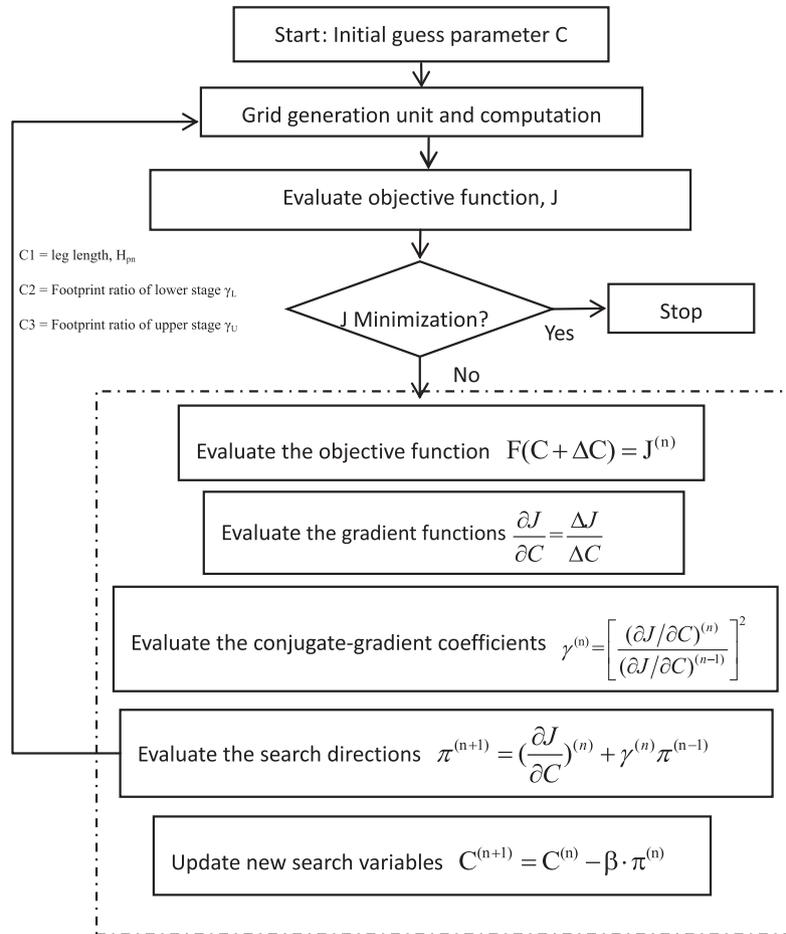 Start: Initial guess parameter C
Grid generation unit and computation
Evaluate objective function, J
C1 = leg length, H_pn
C2 = Footprint ratio of lower stage γ_L
C3 = Footprint ratio of upper stage γ_U
J Minimization?
Yes
Stop
No
Evaluate the objective function F(C + ΔC) = J^(n)
Evaluate the gradient functions ∂J/∂C = ΔJ/ΔC
Evaluate the conjugate-gradient coefficients γ^(n) = [(∂J/∂C)^(n) / (∂J/∂C)^(n−1)]^2
Evaluate the search directions π^(n+1) = (∂J/∂C)^(n) + γ^(n) π^(n−1)
Update new search variables C^(n+1) = C^(n) − β · π^(n)